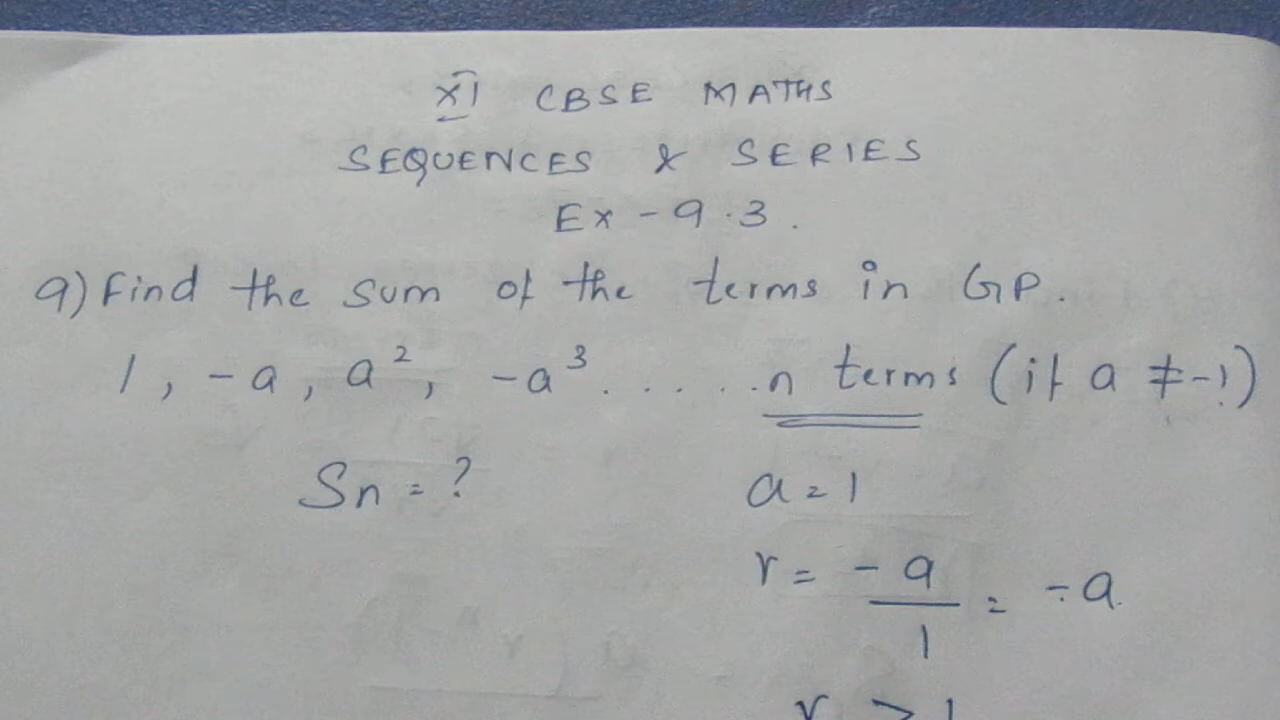 XI CBSE MATHS
SEQUENCES & SERIES
Ex - 9.3.
9) Find the sum of the terms in GP.
1, -a, a², -a³ ...... n terms (if a ≠ -1)
Sn = ?
a = 1
r = -a/1 = -a.
r > 1